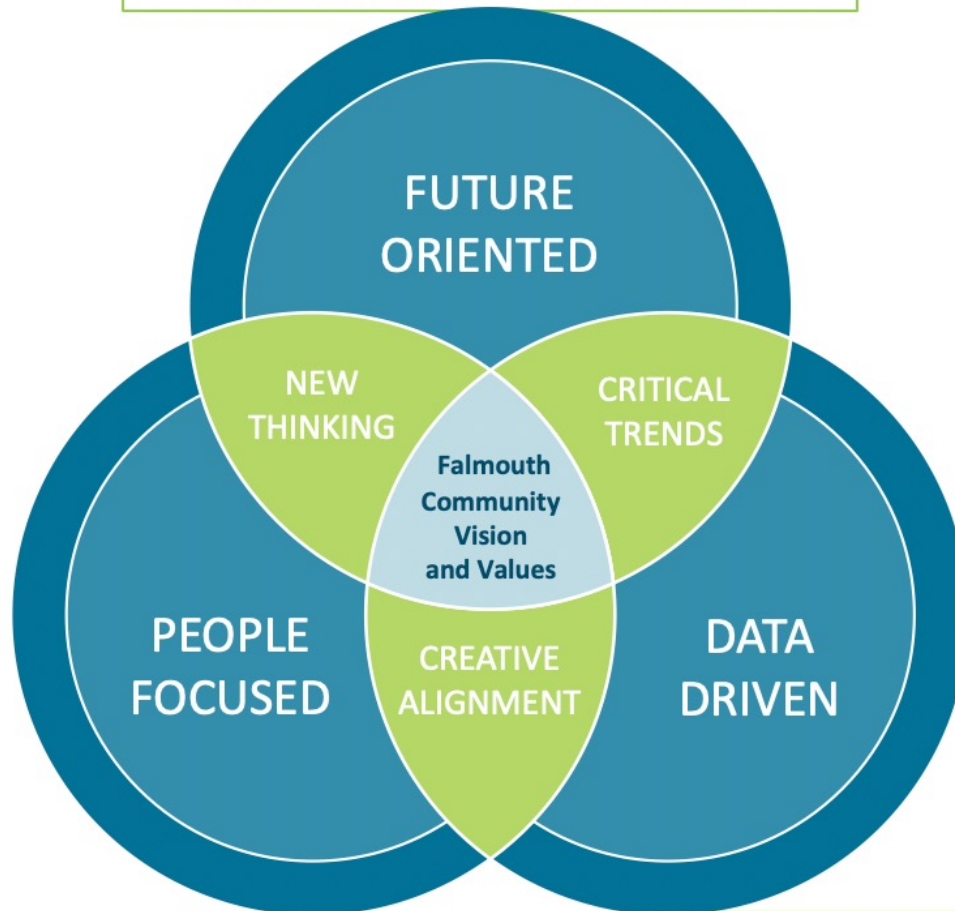 FUTURE
ORIENTED
NEW
THINKING
CRITICAL
TRENDS
Falmouth
Community
Vision
and Values
PEOPLE
FOCUSED
CREATIVE
ALIGNMENT
DATA
DRIVEN